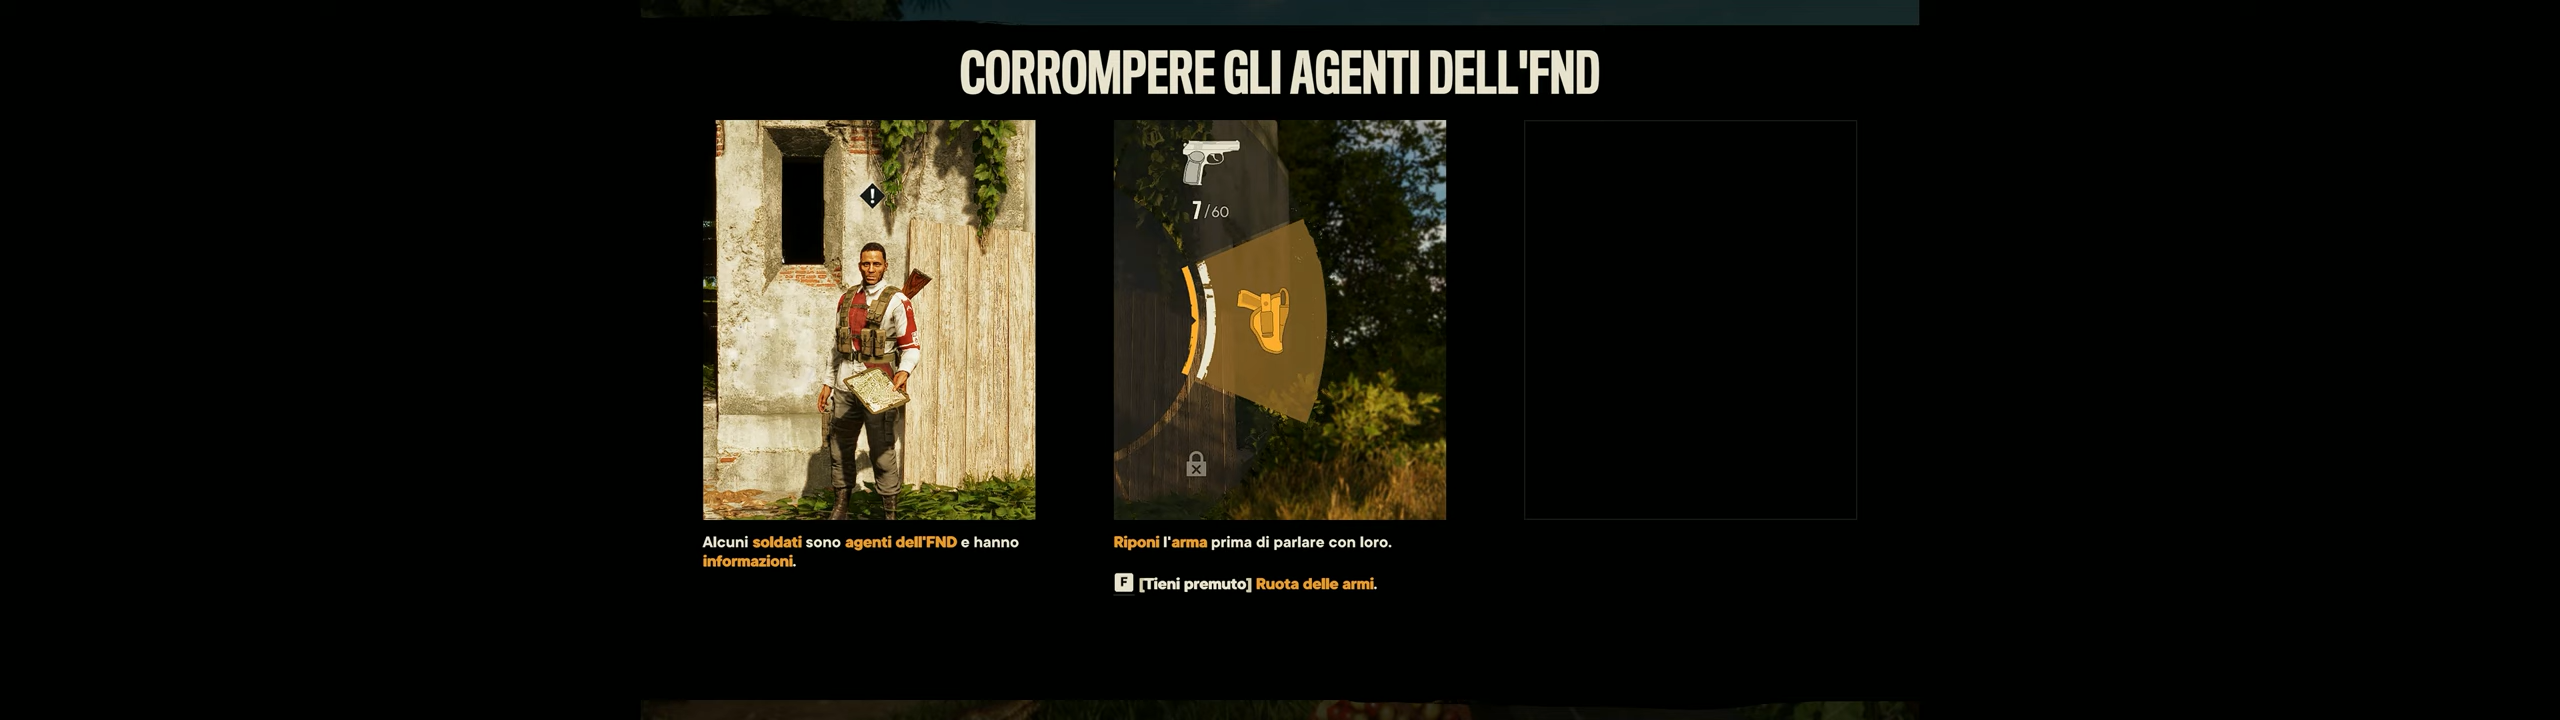 CORROMPERE GLI AGENTI DELL'FND
7/60
Alcuni soldati sono agenti dell'FND e hanno
informazioni.
Riponi l'arma prima di parlare con loro.
F [Tieni premuto] Ruota delle armi.